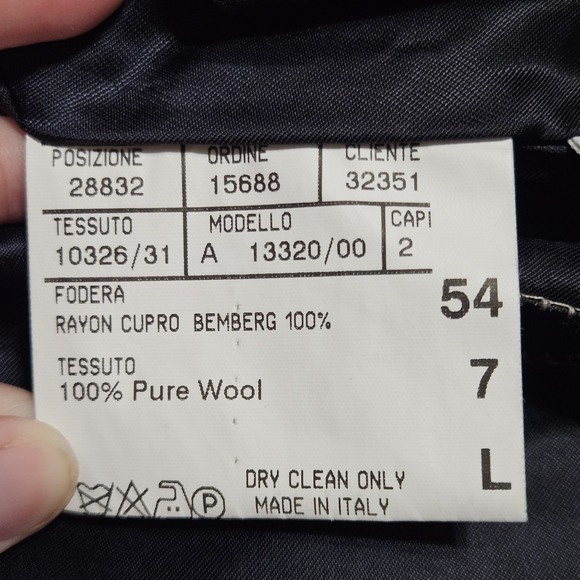 POSIZIONE ORDINE CLIENTE
28832 15688 32351
TESSUTO MODELLO CAPI
10326/31 A 13320/00 2
FODERA
RAYON CUPRO BEMBERG 100%
54
TESSUTO
100% Pure Wool
7
P
DRY CLEAN ONLY
MADE IN ITALY
L